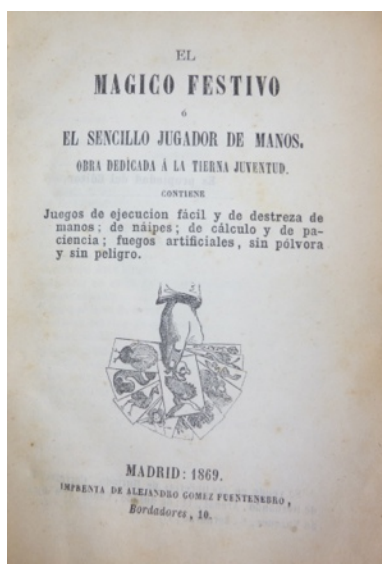 EL
MAGICO FESTIVO
ó
EL SENCILLO JUGADOR DE MANOS.
OBRA DEDICADA Á LA TIERNA JUVENTUD.
CONTIENE
Juegos de ejecucion fácil y de destreza de
manos; de náipes; de cálculo y de pa-
ciencia; fuegos artificiales, sin pólvora
y sin peligro.
MADRID: 1869.
IMPRENTA DE ALEJANDRO GOMEZ FUENTENEBRO,
Bordadores, 10.